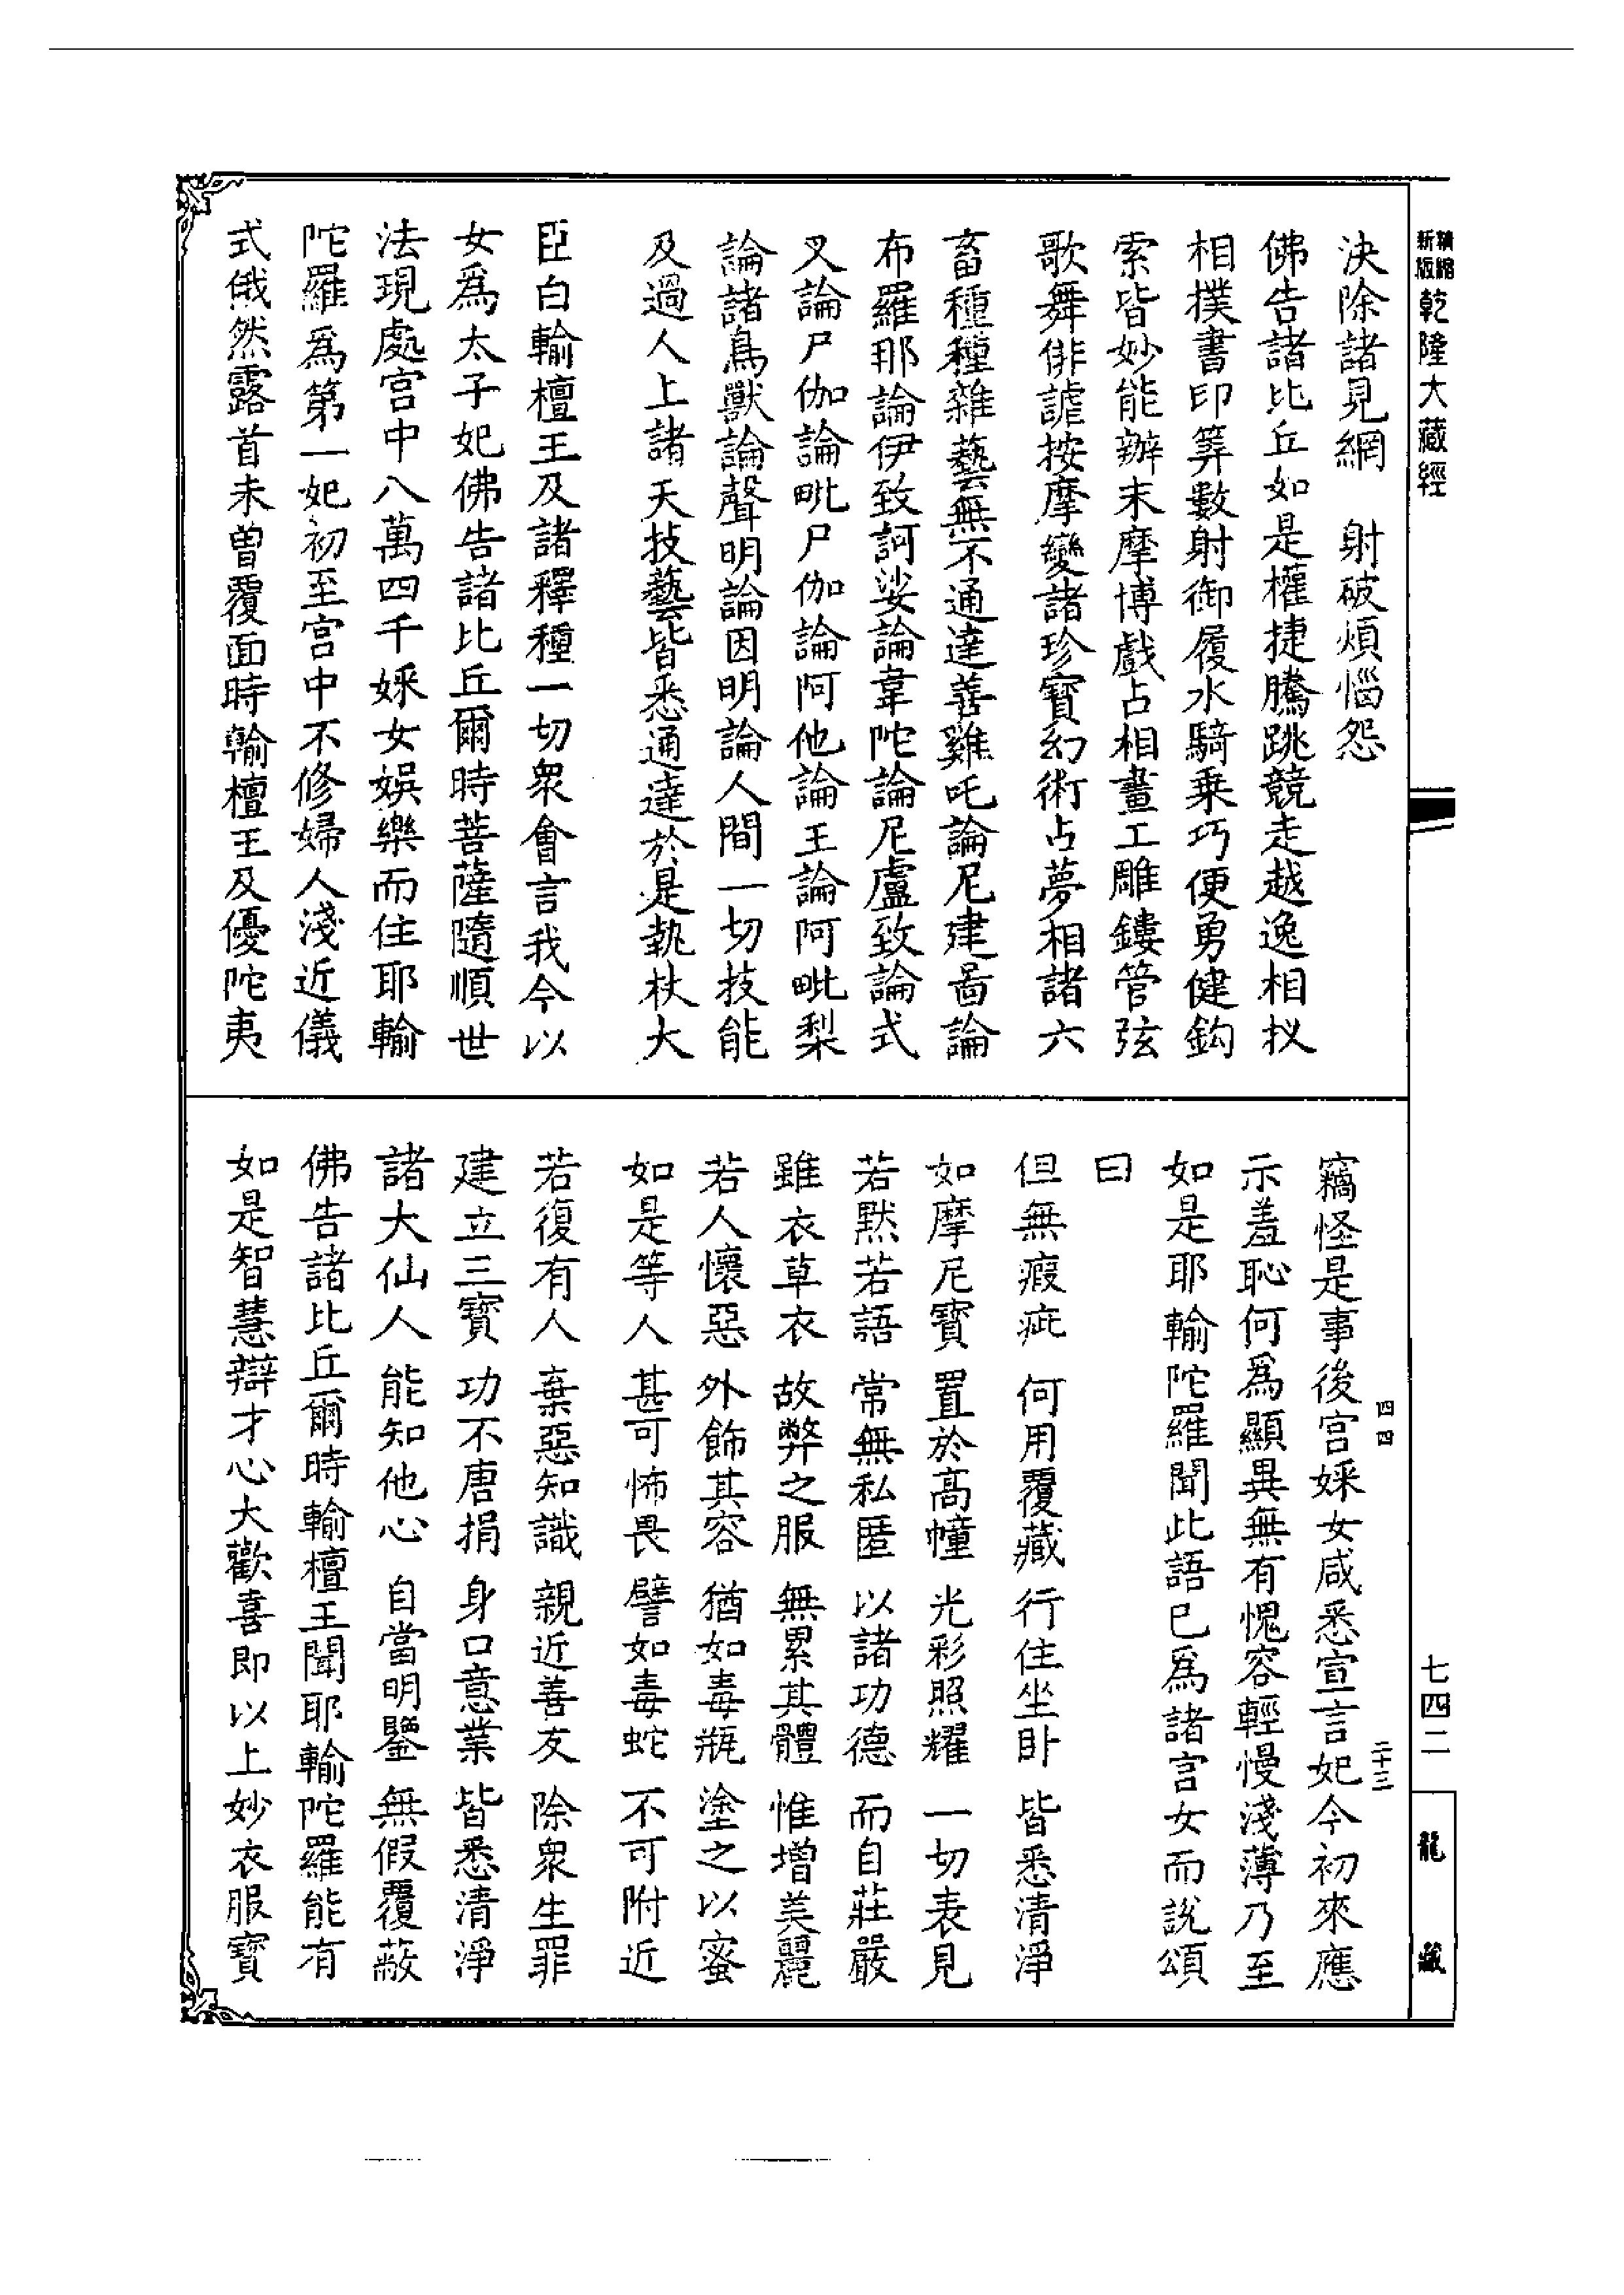 新版精縮乾隆大藏經
決除諸見網　射破煩惱怨
佛告諸比丘如是權捷騰跳競走越逸相扠
相撲書印筭數射御履水騎乗巧便勇健鈎
索皆妙能辦末摩博戲占相畫工雕鏤管弦
歌舞俳謔按摩變諸珍寶幻術占夢相諸六
畜種種雜藝無不通達善雞吒論尼建啚論
布羅那論伊致訶娑論韋陀論尼盧致論式
叉論尸伽論毗尸伽論阿他論王論阿毗梨
論諸鳥獸論聲明論因明論人間一切技能
及過人上諸天技藝皆悉通達於是執杖大
臣白輸檀王及諸釋種一切衆會言我今以
女爲太子妃佛告諸比丘爾時菩薩隨順世
法現處宫中八萬四千婇女娯樂而住耶輸
陀羅爲第一妃初至宫中不修婦人淺近儀
式俄然露首未曽覆面時輸檀王及優陀夷
竊怪是事後宫婇女咸悉宣言妃今初來應
示羞恥何爲顯異無有愧容輕慢淺薄乃至
如是耶輸陀羅聞此語已爲諸宫女而說頌
曰
但無瑕疵　何用覆藏　行住坐卧　皆悉清淨
如摩尼寶　置於高幢　光彩照耀　一切表見
若默若語　常無私匿　以諸功德　而自莊嚴
雖衣草衣　故弊之服　無累其體　惟增美麗
若人懷惡　外飾其容　猶如毒瓶　塗之以蜜
如是等人　甚可怖畏　譬如毒蛇　不可附近
若復有人　棄惡知識　親近善友　除衆生罪
建立三寶　功不唐捐　身口意業　皆悉清淨
諸大仙人　能知他心　自當明鑒　無假覆蔽
佛告諸比丘爾時輸檀王聞耶輸陀羅能有
如是智慧辯才心大歡喜即以上妙衣服寶
四四
二十三
七四二
龍藏